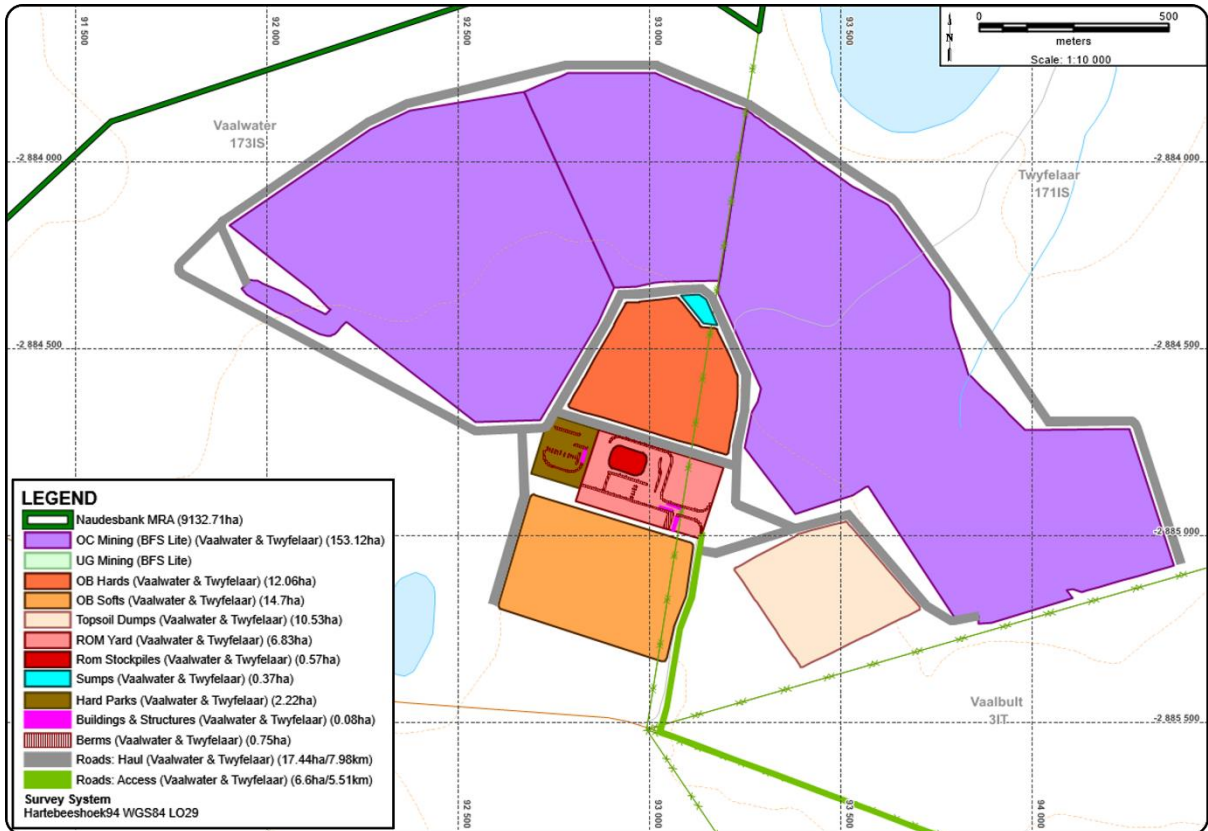 91 500
92 000
92 500
93 000
93 500
0 500
meters
Scale: 1:10 000
N
Vaalwater
173IS
-2 884 000
-2 884 000
Twyfelaar
171IS
-2 884 500
-2 884 500
LEGEND
Naudesbank MRA (9132.71ha)
OC Mining (BFS Lite) (Vaalwater & Twyfelaar) (153.12ha)
UG Mining (BFS Lite)
OB Hards (Vaalwater & Twyfelaar) (12.06ha)
OB Softs (Vaalwater & Twyfelaar) (14.7ha)
Topsoil Dumps (Vaalwater & Twyfelaar) (10.53ha)
ROM Yard (Vaalwater & Twyfelaar) (6.83ha)
Rom Stockpiles (Vaalwater & Twyfelaar) (0.57ha)
Sumps (Vaalwater & Twyfelaar) (0.37ha)
Hard Parks (Vaalwater & Twyfelaar) (2.22ha)
Buildings & Structures (Vaalwater & Twyfelaar) (0.08ha)
Berms (Vaalwater & Twyfelaar) (0.75ha)
Roads: Haul (Vaalwater & Twyfelaar) (17.44ha/7.98km)
Roads: Access (Vaalwater & Twyfelaar) (6.6ha/5.51km)
Survey System
Hartebeeshoek94 WGS84 LO29
-2 885 000
Vaalbult
3IT
-2 885 500
92 500
93 000
93 500
94 000